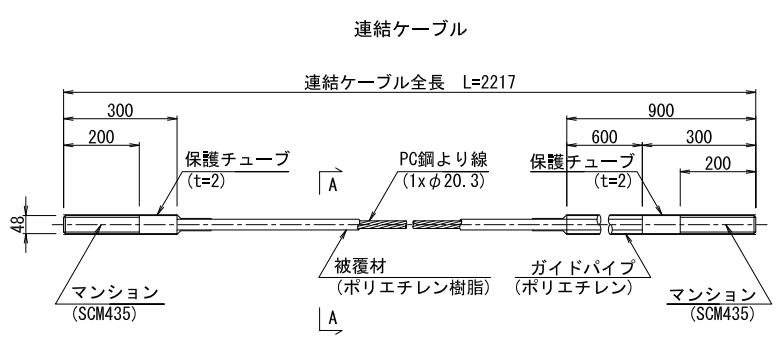 連結ケーブル
連結ケーブル全長 L=2217
300
900
200
600
300
保護チューブ
(t=2)
PC鋼より線
(1xφ20.3)
保護チューブ
(t=2)
200
A
48
マンション
(SCM435)
被覆材
(ポリエチレン樹脂)
ガイドパイプ
(ポリエチレン)
マンション
(SCM435)
A